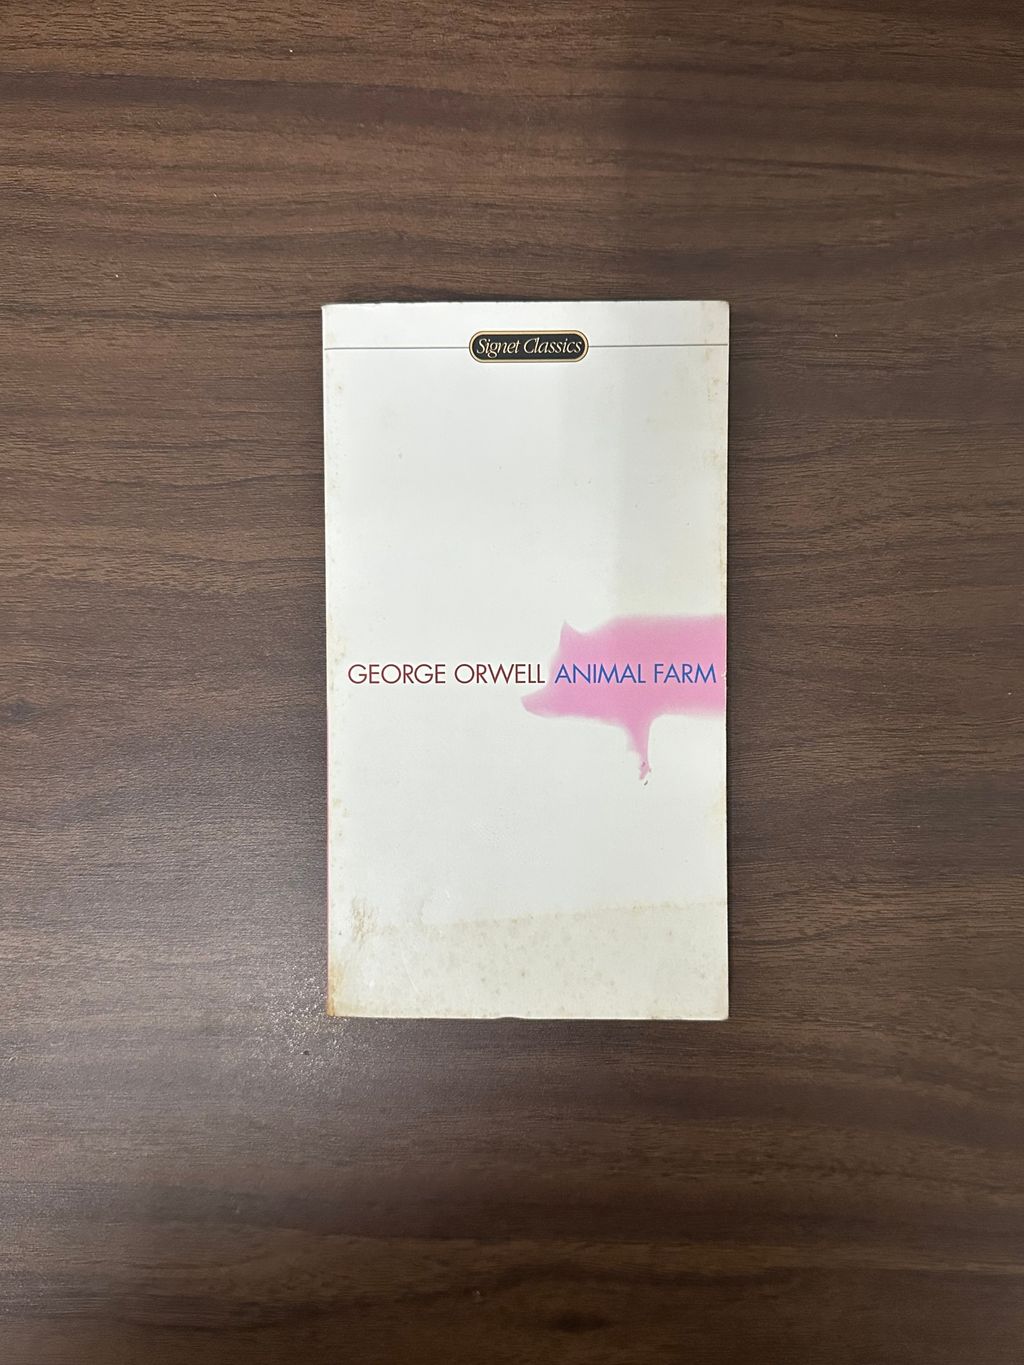 Signet Classics
GEORGE ORWELL ANIMAL FARM